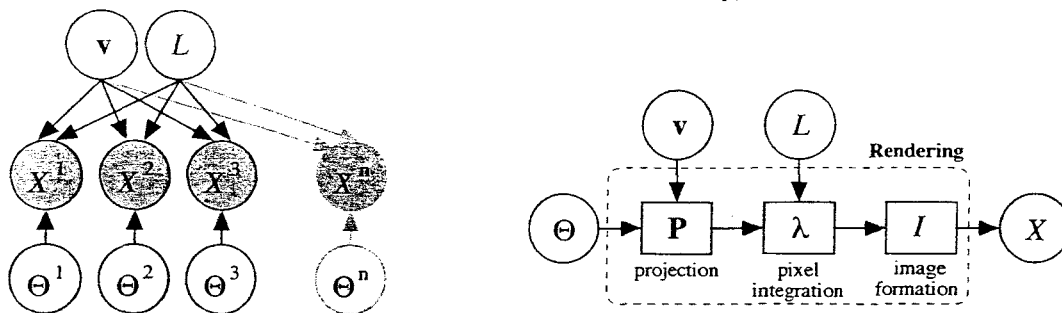 v L
X¹ X² X³ Xⁿ
Θ¹ Θ² Θ³ Θⁿ
v L
Rendering
Θ P λ I X
projection pixel integration image formation